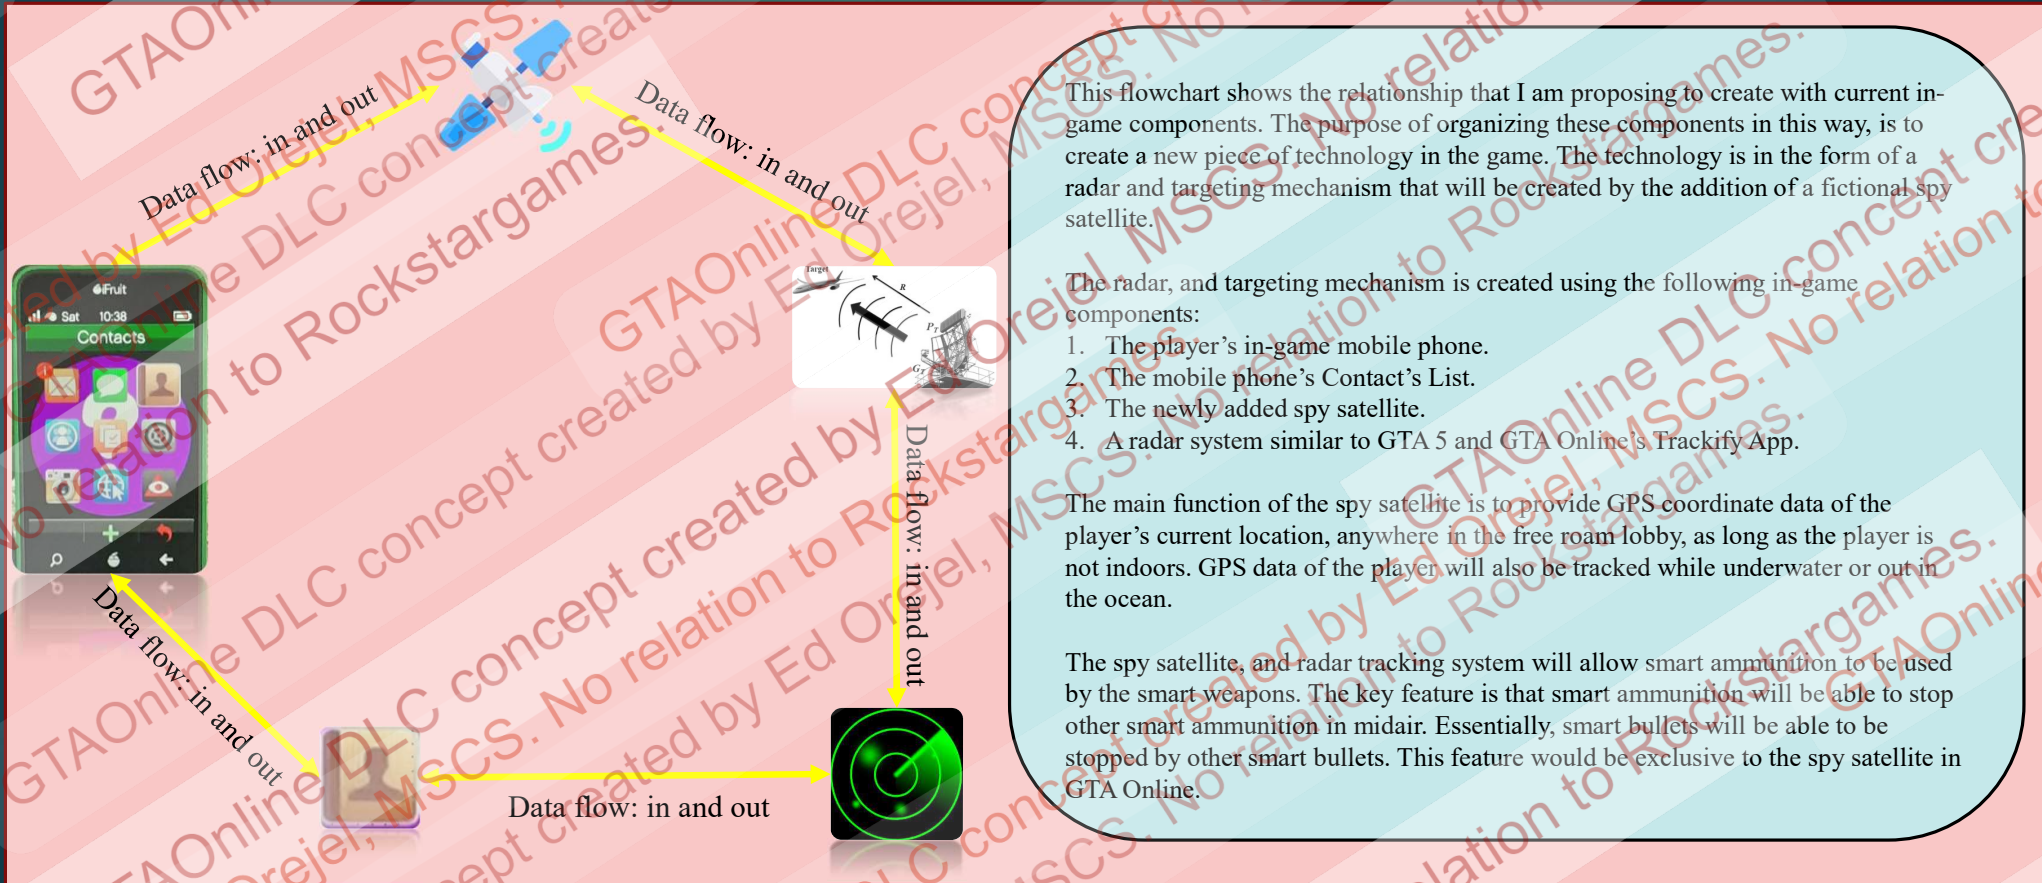 Data flow: in and out
Data flow: in and out
iFruit
Sat 10:38
Contacts
1
Target
R
PT
GT
Data flow: in and out
Data flow: in and out
Data flow: in and out
This flowchart shows the relationship that I am proposing to create with current in-
game components. The purpose of organizing these components in this way, is to
create a new piece of technology in the game. The technology is in the form of a
radar and targeting mechanism that will be created by the addition of a fictional spy
satellite.
The radar, and targeting mechanism is created using the following in-game
components:
1. The player's in-game mobile phone.
2. The mobile phone's Contact's List.
3. The newly added spy satellite.
4. A radar system similar to GTA 5 and GTA Online's Trackify App.
The main function of the spy satellite is to provide GPS coordinate data of the
player's current location, anywhere in the free roam lobby, as long as the player is
not indoors. GPS data of the player will also be tracked while underwater or out in
the ocean.
The spy satellite, and radar tracking system will allow smart ammunition to be used
by the smart weapons. The key feature is that smart ammunition will be able to stop
other smart ammunition in midair. Essentially, smart bullets will be able to be
stopped by other smart bullets. This feature would be exclusive to the spy satellite in
GTA Online.
GTAOnline DLC concept created by Ed Orejel, MSCS. No relation to Rockstargames.